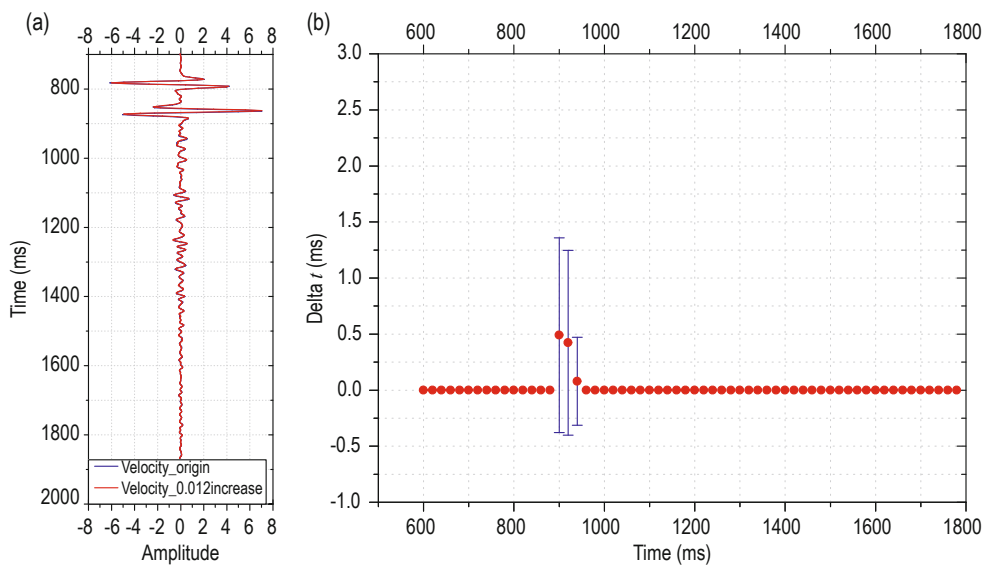 (a)
-8 -6 -4 -2 0 2 4 6 8
800
1000
1200
1400
1600
1800
2000
Time (ms)
Velocity_origin
Velocity_0.012increase
-8 -6 -4 -2 0 2 4 6 8
Amplitude
(b)
600 800 1000 1200 1400 1600 1800
3.0
2.5
2.0
1.5
1.0
0.5
0.0
-0.5
-1.0
Delta t (ms)
600 800 1000 1200 1400 1600 1800
Time (ms)